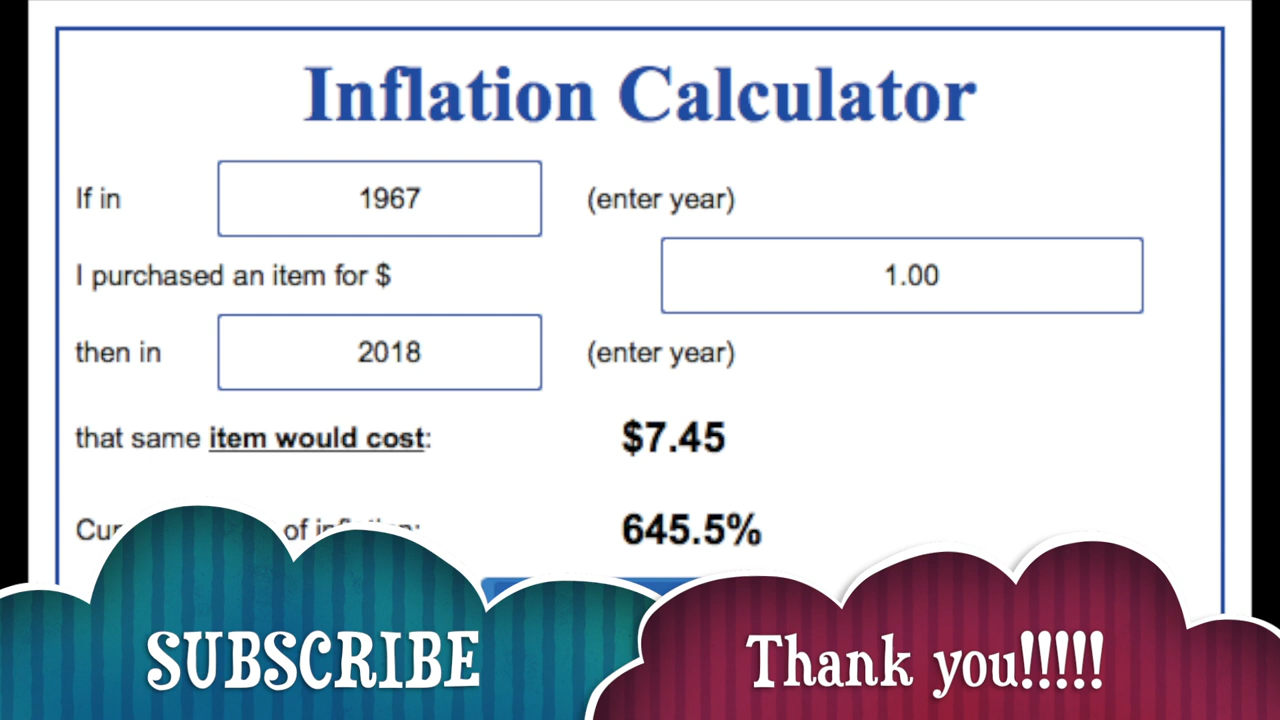 Inflation Calculator
If in 1967 (enter year)
I purchased an item for $ 1.00
then in 2018 (enter year)
that same item would cost: $7.45
of 645.5%
SUBSCRIBE
Thank you!!!!!